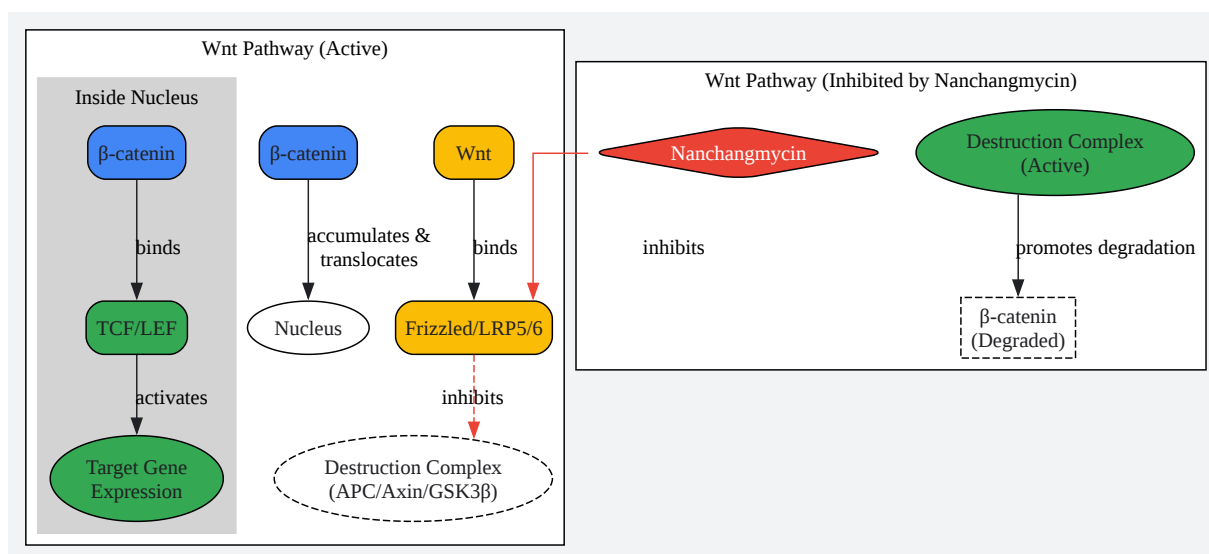 Wnt Pathway (Active)
Inside Nucleus
β-catenin
binds
TCF/LEF
activates
Target Gene
Expression
β-catenin
accumulates &
translocates
Nucleus
Wnt
binds
Frizzled/LRP5/6
inhibits
Destruction Complex
(APC/Axin/GSK3β)
Wnt Pathway (Inhibited by Nanchangmycin)
Nanchangmycin
inhibits
Destruction Complex
(Active)
promotes degradation
β-catenin
(Degraded)